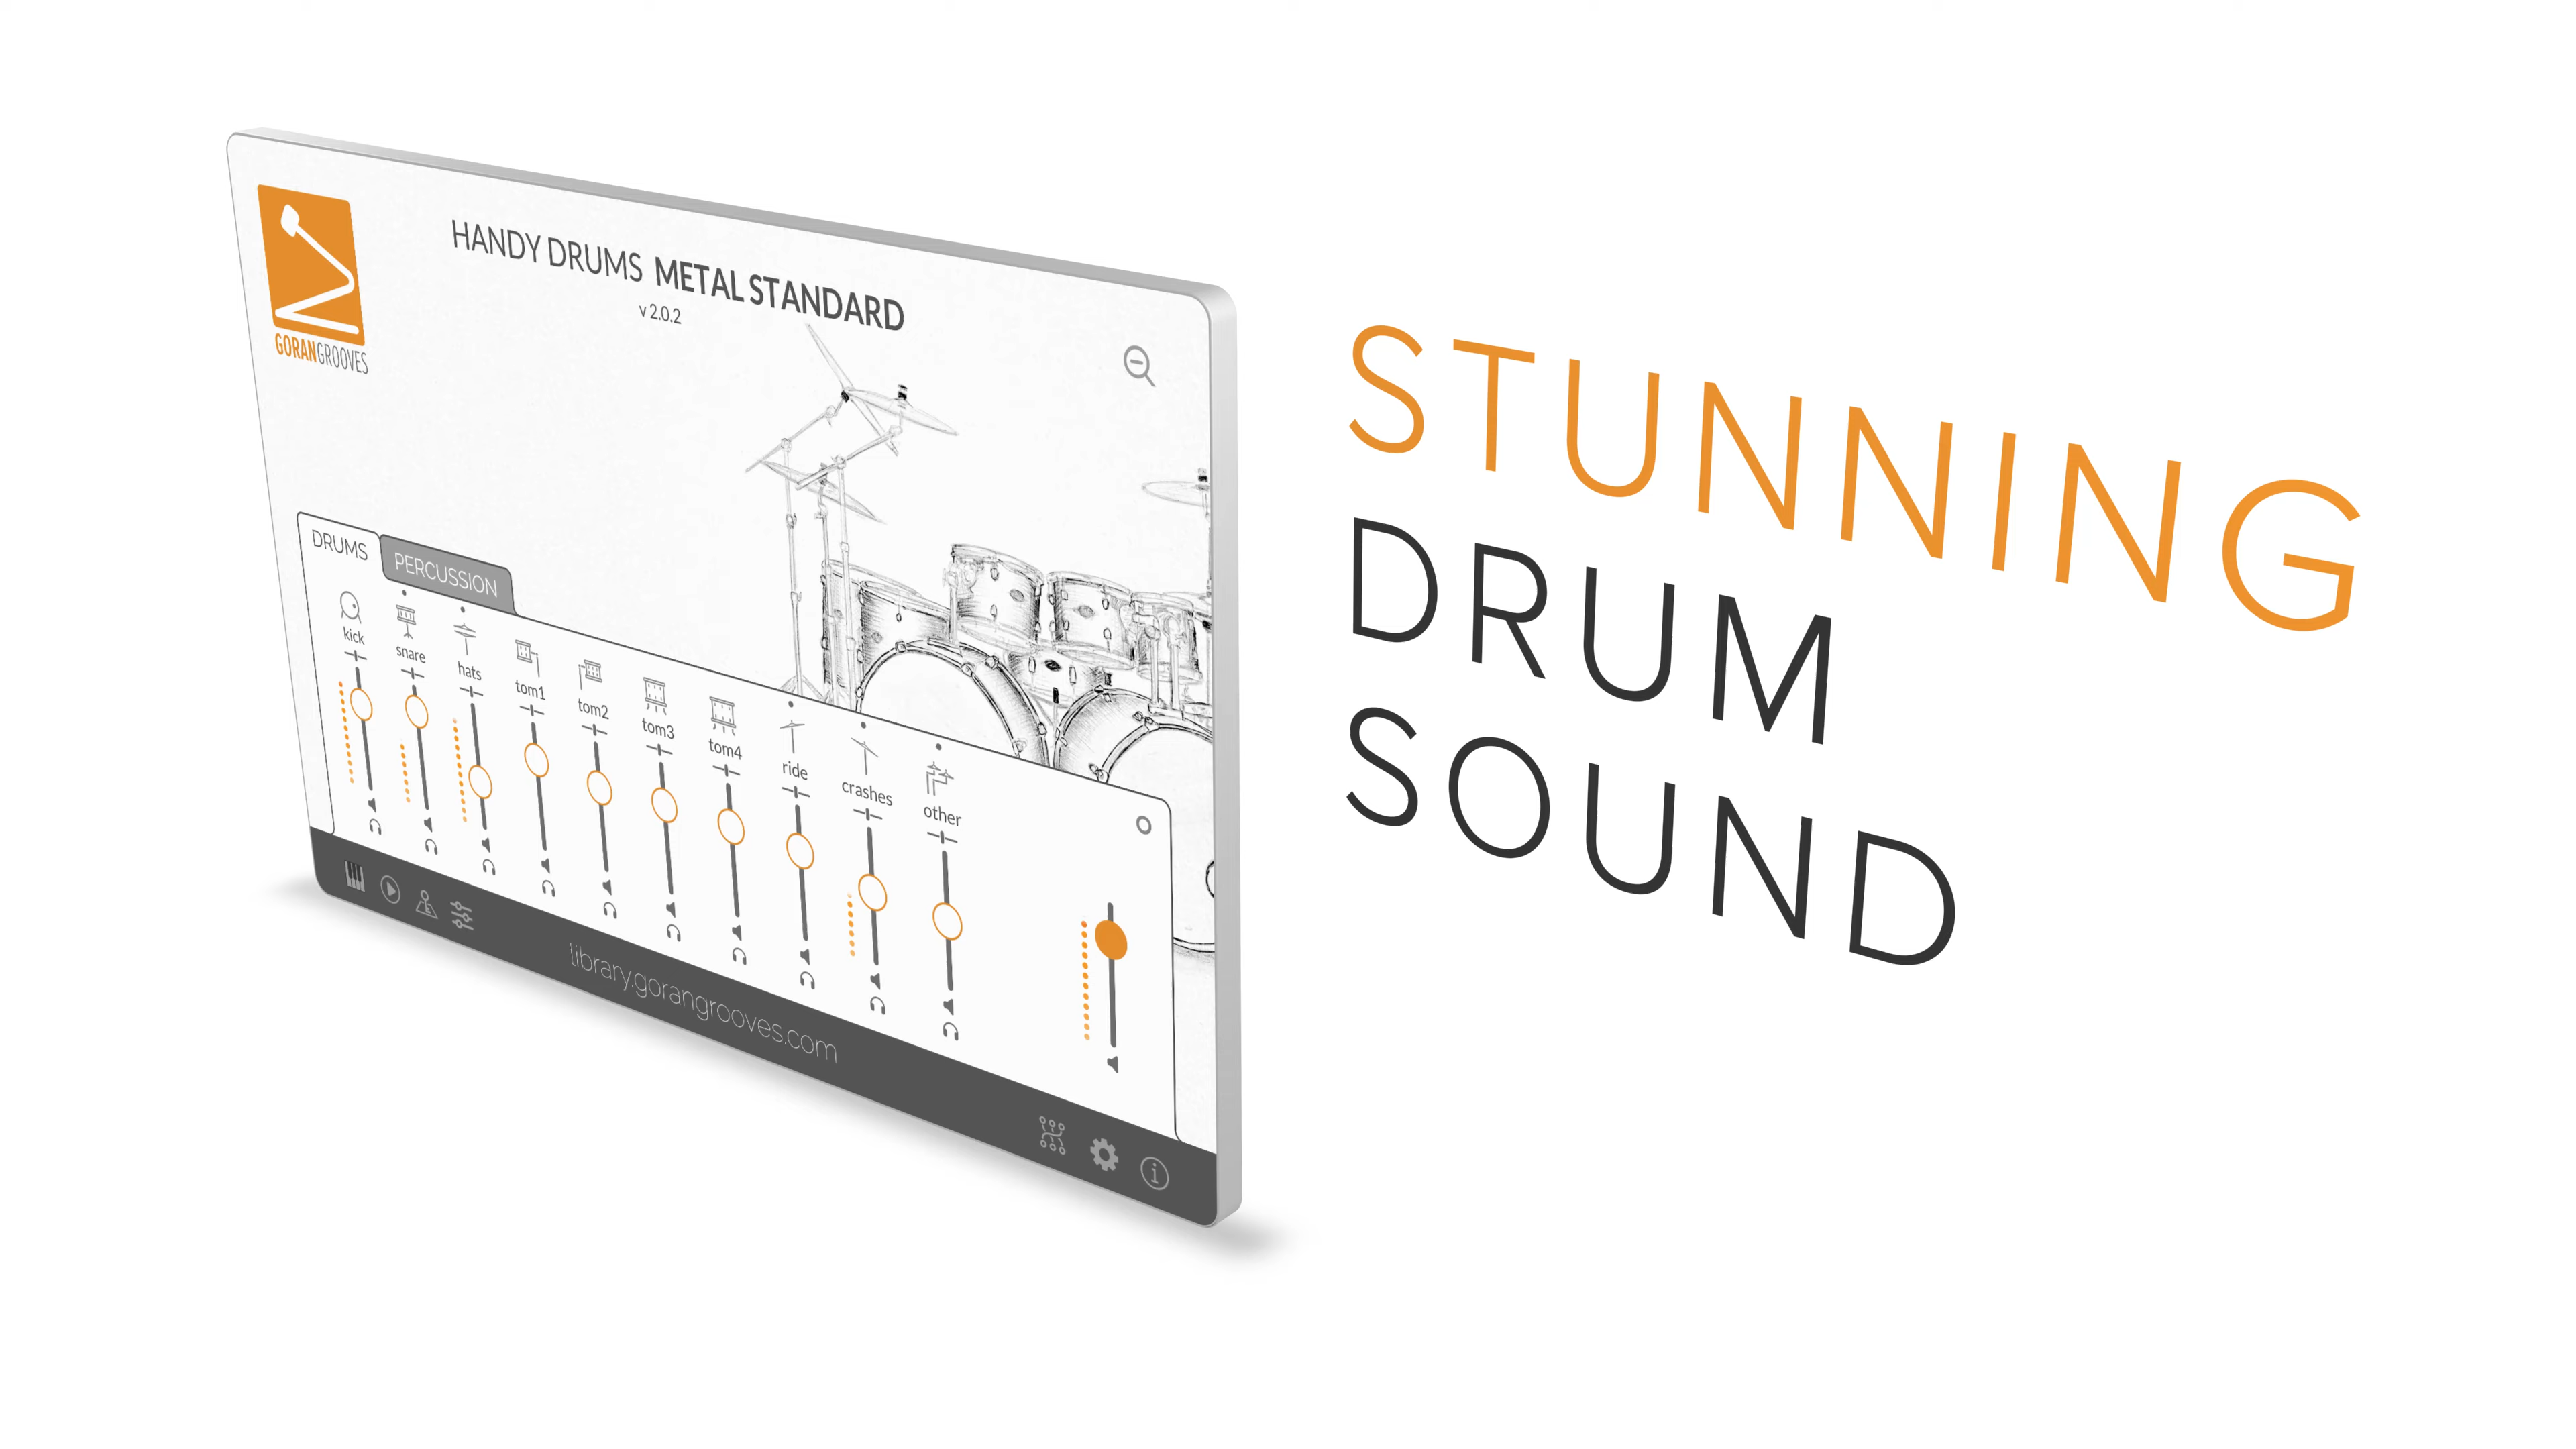 GORANGROOVES
HANDY DRUMS METAL STANDARD
v 2.0.2
DRUMS
PERCUSSION
kick
snare
hats
tom1
tom2
tom3
tom4
ride
crashes
other
library.gorangrooves.com
STUNNING
DRUM
SOUND